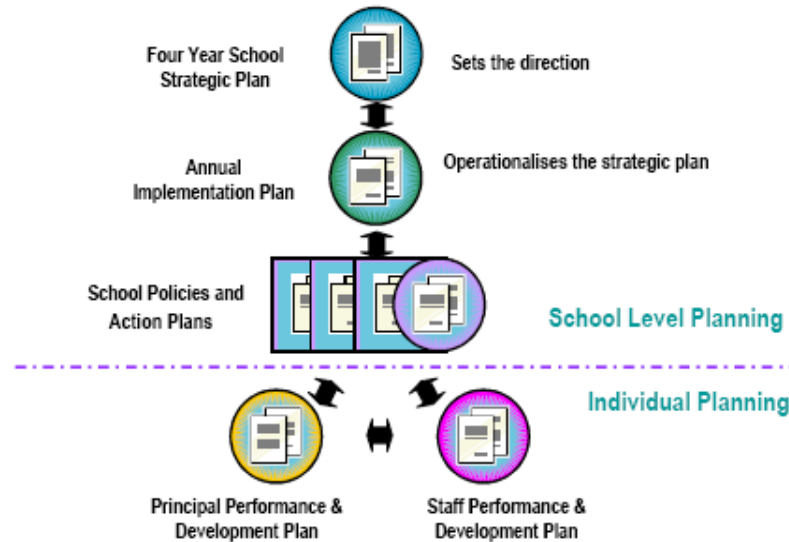 Four Year School
Strategic Plan
Sets the direction
Annual
Implementation Plan
Operationalises the strategic plan
School Policies and
Action Plans
School Level Planning
Individual Planning
Principal Performance &
Development Plan
Staff Performance &
Development Plan